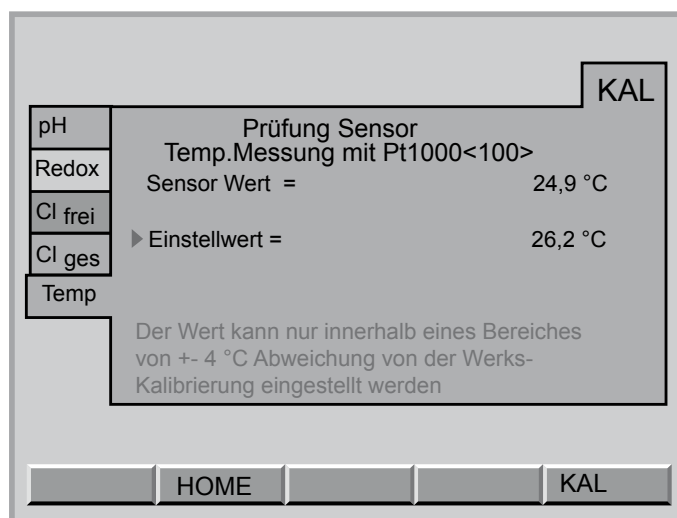 KAL
pH
Redox
Cl frei
Cl ges
Temp
Prüfung Sensor
Temp.Messung mit Pt1000<100>
Sensor Wert = 24,9 °C
Einstellwert = 26,2 °C
Der Wert kann nur innerhalb eines Bereiches
von +- 4 °C Abweichung von der Werks-
Kalibrierung eingestellt werden
HOME KAL